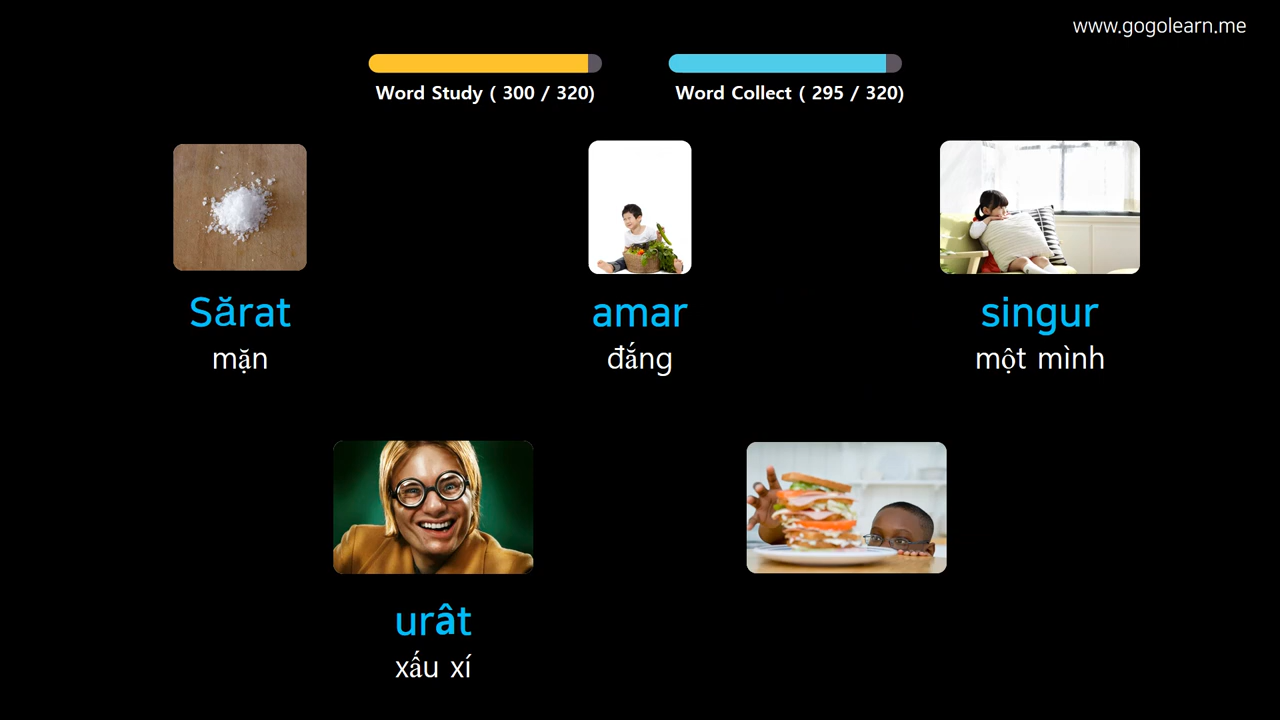 www.gogolearn.me
Word Study ( 300 / 320)
Word Collect ( 295 / 320)
Sărat
mặn
amar
đắng
singur
một mình
urât
xấu xí